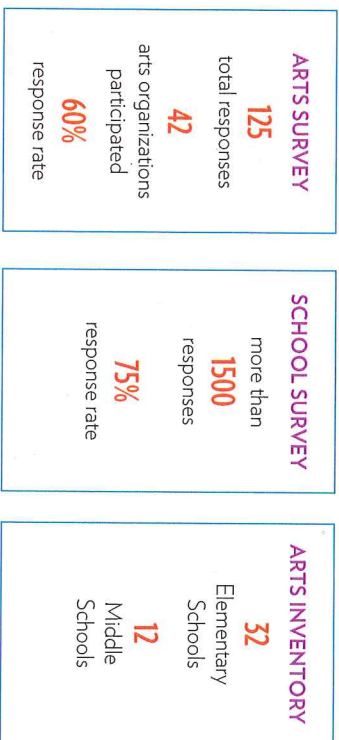 ARTS SURVEY
125
total responses
42
arts organizations
participated
60%
response rate
SCHOOL SURVEY
more than
1500
responses
75%
response rate
ARTS INVENTORY
32
Elementary
Schools
12
Middle
Schools